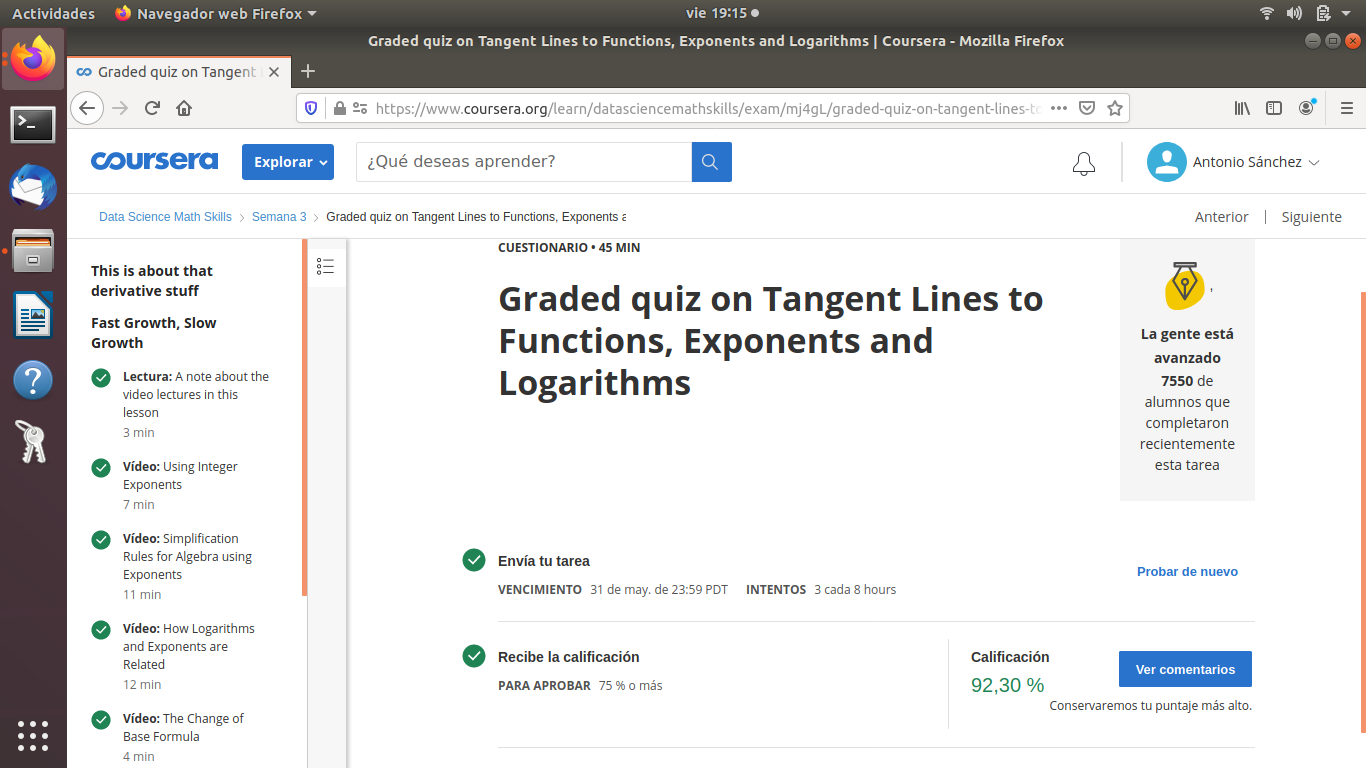 Actividades
Navegador web Firefox
vie 19:15
Graded quiz on Tangent Lines to Functions, Exponents and Logarithms | Coursera - Mozilla Firefox
Graded quiz on Tangent
https://www.coursera.org/learn/datasciencemathskills/exam/mj4gL/graded-quiz-on-tangent-lines-to
coursera
Explorar
¿Qué deseas aprender?
Antonio Sánchez
Data Science Math Skills
Semana 3
Graded quiz on Tangent Lines to Functions, Exponents a
Anterior | Siguiente
This is about that
derivative stuff
Fast Growth, Slow
Growth
Lectura: A note about the
video lectures in this
lesson
3 min
Vídeo: Using Integer
Exponents
7 min
Vídeo: Simplification
Rules for Algebra using
Exponents
11 min
Vídeo: How Logarithms
and Exponents are
Related
12 min
Vídeo: The Change of
Base Formula
4 min
CUESTIONARIO • 45 MIN
Graded quiz on Tangent Lines to
Functions, Exponents and
Logarithms
,
La gente está
avanzado
7550 de
alumnos que
completaron
recientemente
esta tarea
Envía tu tarea
VENCIMIENTO 31 de may. de 23:59 PDT INTENTOS 3 cada 8 hours
Probar de nuevo
Recibe la calificación
PARA APROBAR 75 % o más
Calificación
92,30 %
Ver comentarios
Conservaremos tu puntaje más alto.